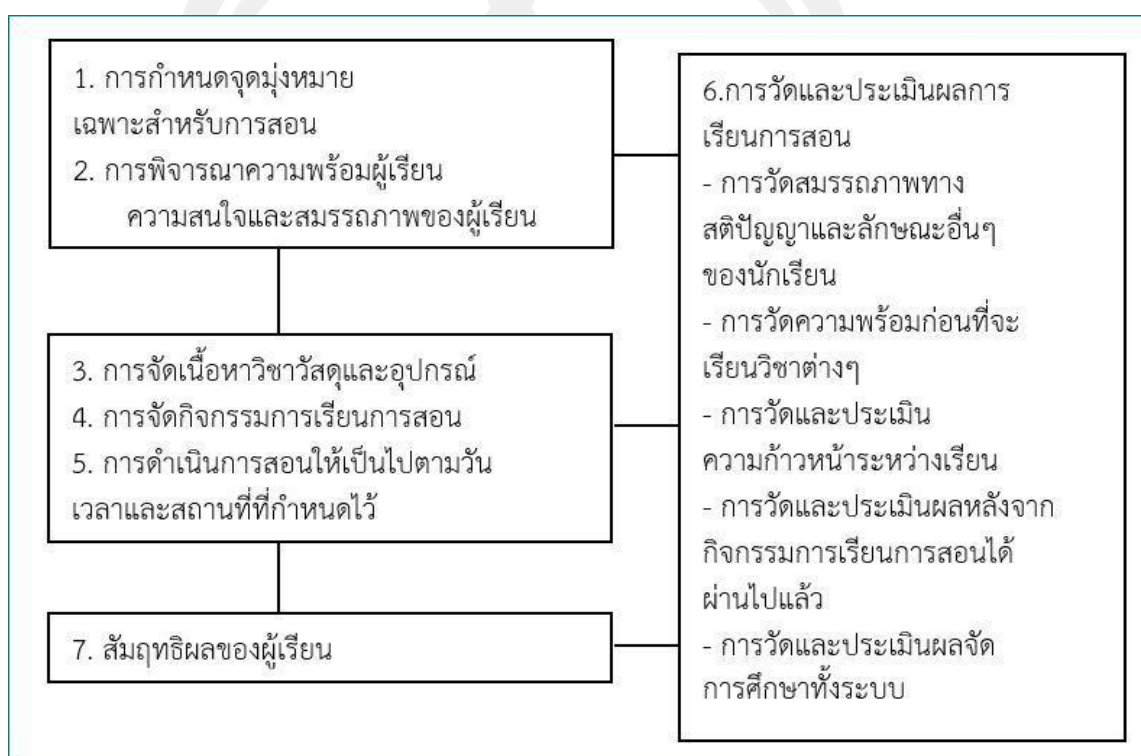 1. การกำหนดจุดมุ่งหมาย
เฉพาะสำหรับการสอน
2. การพิจารณาความพร้อมผู้เรียน
ความสนใจและสมรรถภาพของผู้เรียน
3. การจัดเนื้อหาวิชาวัสดุและอุปกรณ์
4. การจัดกิจกรรมการเรียนการสอน
5. การดำเนินการสอนให้เป็นไปตามวัน
เวลาและสถานที่ที่กำหนดไว้
7. สัมฤทธิผลของผู้เรียน
6.การวัดและประเมินผลการ
เรียนการสอน
- การวัดสมรรถภาพทาง
สติปัญญาและลักษณะอื่นๆ
ของนักเรียน
- การวัดความพร้อมก่อนที่จะ
เรียนวิชาต่างๆ
- การวัดและประเมิน
ความก้าวหน้าระหว่างเรียน
- การวัดและประเมินผลหลังจาก
กิจกรรมการเรียนการสอนได้
ผ่านไปแล้ว
- การวัดและประเมินผลจัด
การศึกษาทั้งระบบ